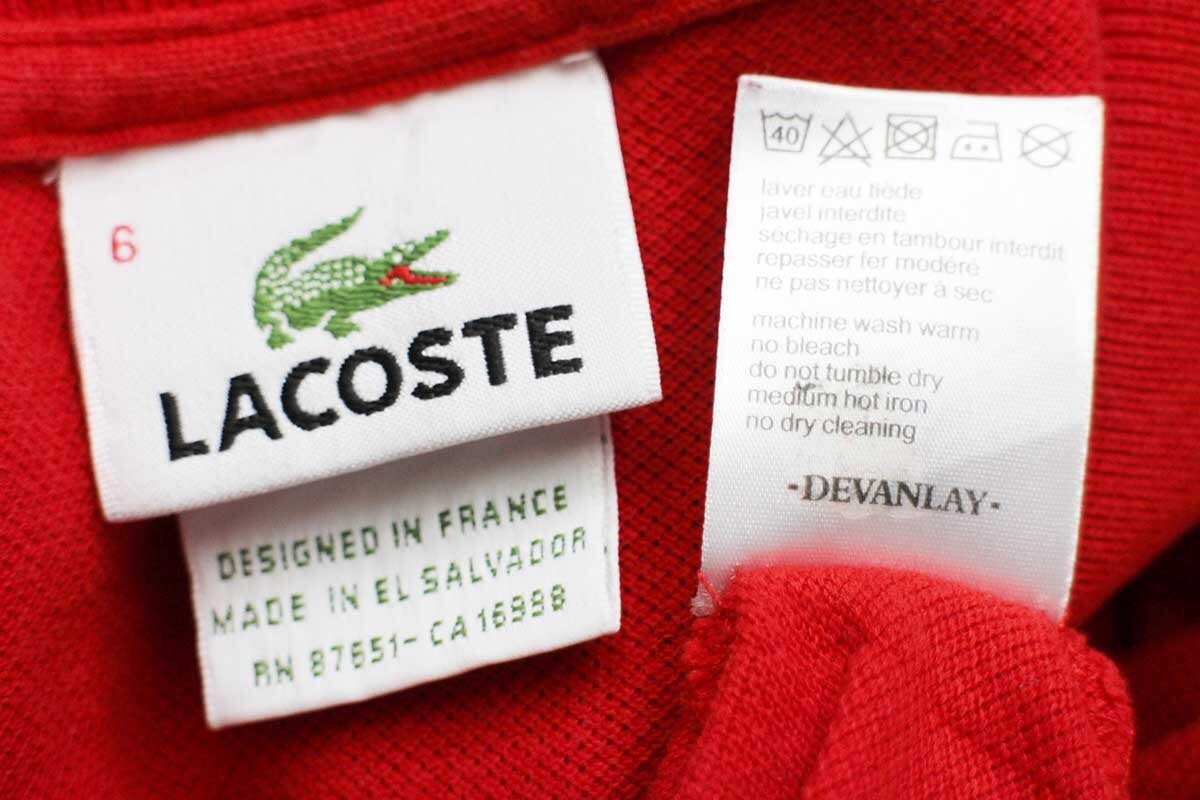 6
LACOSTE
DESIGNED IN FRANCE
MADE IN EL SALVADOR
RN 87651- CA 16998
40
laver eau tiède
javel interdite
séchage en tambour interdit
repasser fer modéré
ne pas nettoyer à sec
machine wash warm
no bleach
do not tumble dry
medium hot iron
no dry cleaning
-DEVANLAY-